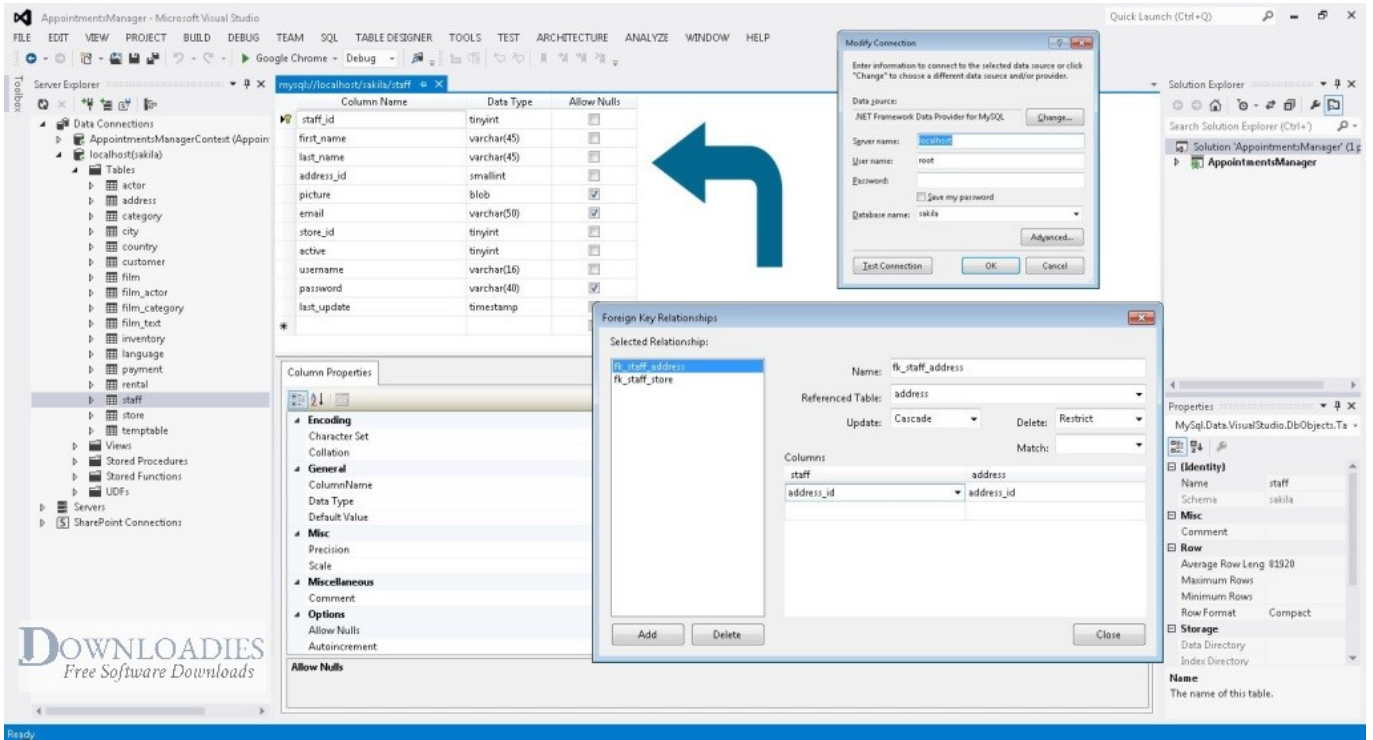 AppointmentsManager - Microsoft Visual Studio
Quick Launch (Ctrl+Q)
FILE EDIT VIEW PROJECT BUILD DEBUG TEAM SQL TABLE DESIGNER TOOLS TEST ARCHITECTURE ANALYZE WINDOW HELP
Google Chrome Debug
Toolbox
Server Explorer
Data Connections
AppointmentsManagerContext (Appoin
localhost(sakila)
Tables
actor
address
category
city
country
customer
film
film_actor
film_category
film_text
inventory
language
payment
rental
staff
store
temptable
Views
Stored Procedures
Stored Functions
UDFs
Servers
SharePoint Connections
mysql://localhost/sakila/staff
Column Name Data Type Allow Nulls
staff_id tinyint
first_name varchar(45)
last_name varchar(45)
address_id smallint
picture blob
email varchar(50)
store_id tinyint
active tinyint
username varchar(16)
password varchar(40)
last_update timestamp
Column Properties
Encoding
Character Set
Collation
General
ColumnName
Data Type
Default Value
Misc
Precision
Scale
Miscellaneous
Comment
Options
Allow Nulls
Autoincrement
Allow Nulls
Modify Connection
Enter information to connect to the selected data source or click
"Change" to choose a different data source and/or provider.
Data source:
.NET Framework Data Provider for MySQL Change...
Server name: localhost
User name: root
Password:
Save my password
Database name: sakila
Advanced...
Test Connection OK Cancel
Foreign Key Relationships
Selected Relationship:
fk_staff_address
fk_staff_store
Name: fk_staff_address
Referenced Table: address
Update: Cascade Delete: Restrict
Match:
Columns
staff address
address_id address_id
Add Delete Close
Solution Explorer
Search Solution Explorer (Ctrl+)
Solution 'AppointmentsManager' (1 p
AppointmentsManager
Properties
MySql.Data.VisualStudio.DbObjects.Ta
(Identity)
Name staff
Schema sakila
Misc
Comment
Row
Average Row Leng 81920
Maximum Rows
Minimum Rows
Row Format Compact
Storage
Data Directory
Index Directory
Name
The name of this table.
DOWNLOADIES
Free Software Downloads
Ready